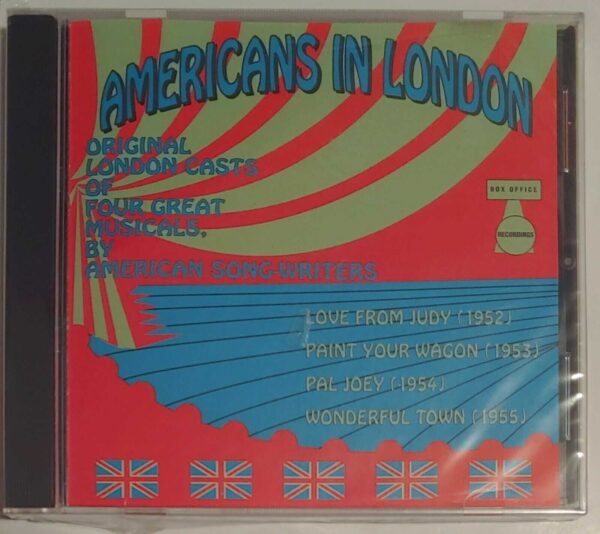 AMERICANS IN LONDON
ORIGINAL
LONDON CASTS
OF
FOUR GREAT
MUSICALS,
BY
AMERICAN SONG-WRITERS
BOX OFFICE
RECORDINGS
LOVE FROM JUDY (1952)
PAINT YOUR WAGON (1953)
PAL JOEY (1954)
WONDERFUL TOWN (1955)